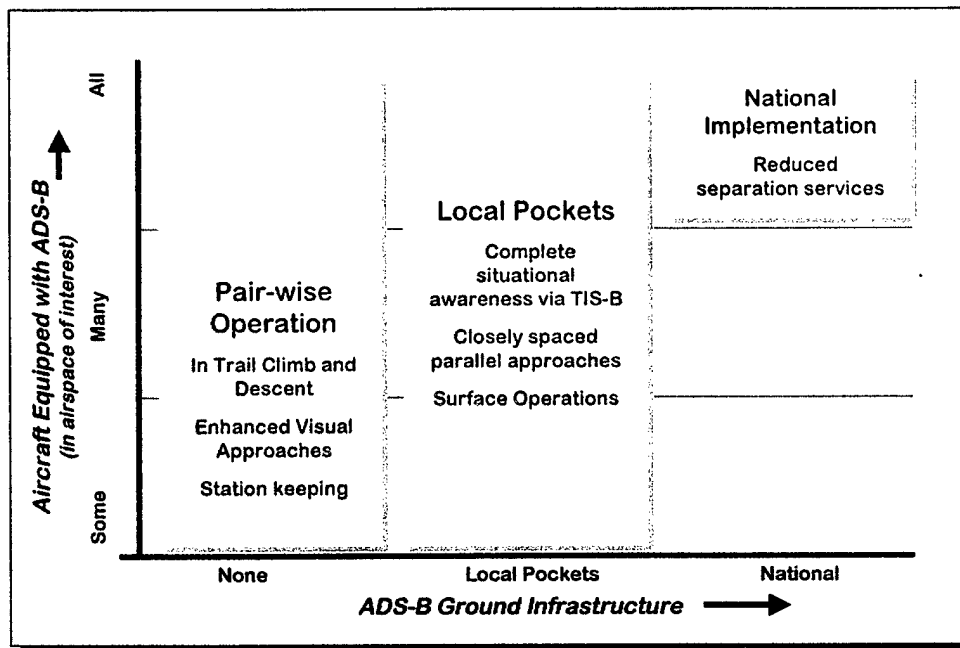 Aircraft Equipped with ADS-B
(in airspace of interest)
All
Many
Some
Pair-wise
Operation
In Trail Climb and
Descent
Enhanced Visual
Approaches
Station keeping
Local Pockets
Complete
situational
awareness via TIS-B
Closely spaced
parallel approaches
Surface Operations
National
Implementation
Reduced
separation services
None
Local Pockets
National
ADS-B Ground Infrastructure